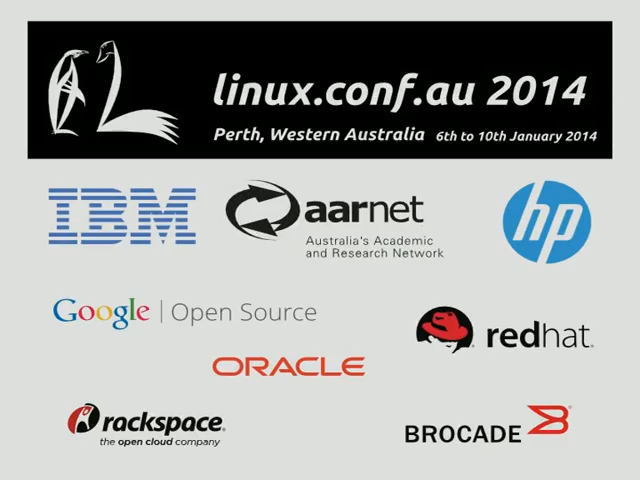 linux.conf.au 2014
Perth, Western Australia 6th to 10th January 2014
IBM
aarnet
Australia's Academic
and Research Network
hp
Google | Open Source
redhat.
ORACLE
rackspace.
the open cloud company
BROCADE